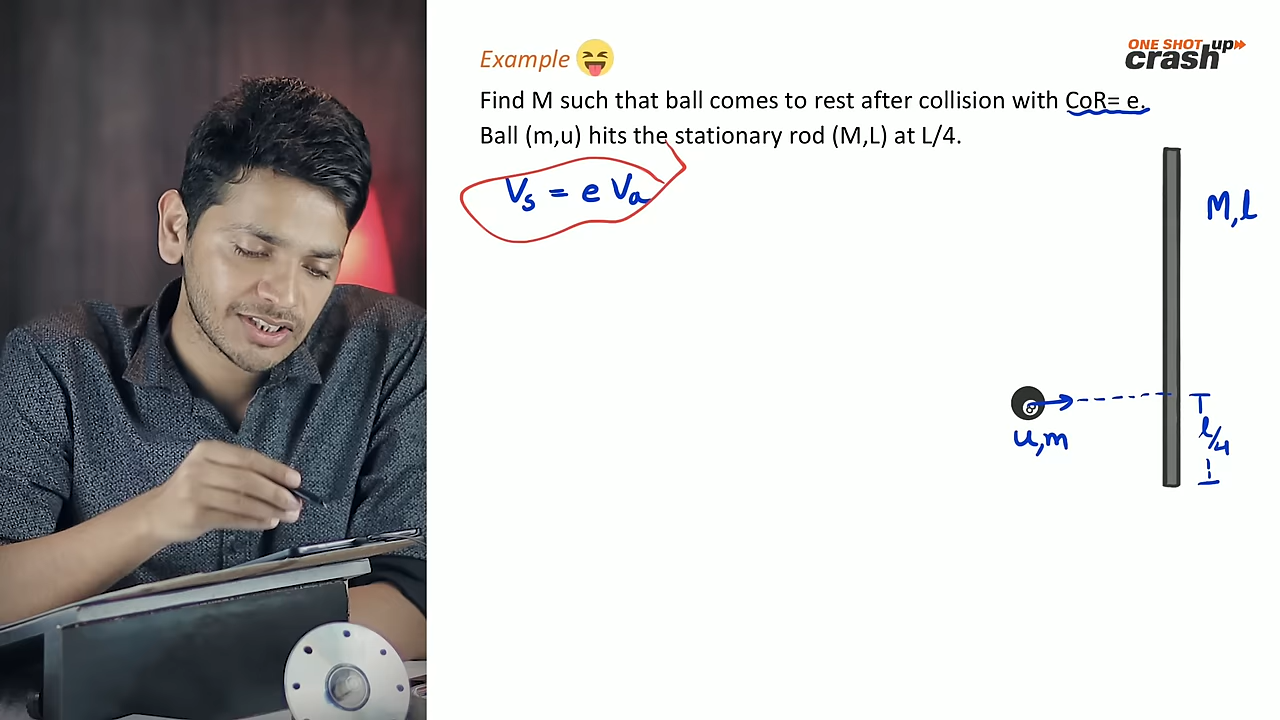 Example
ONE SHOT
crash up
Find M such that ball comes to rest after collision with CoR= e.
Ball (m,u) hits the stationary rod (M,L) at L/4.
Vs = e Va
M, l
l/4
u,m